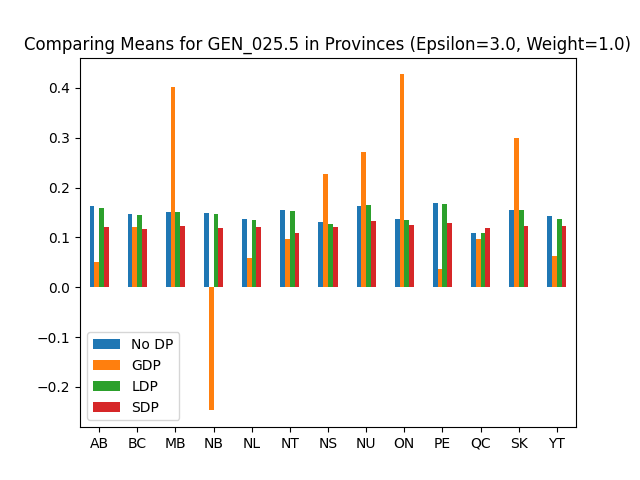 Comparing Means for GEN_025.5 in Provinces (Epsilon=3.0, Weight=1.0)
0.4
0.3
0.2
0.1
0.0
−0.1
−0.2
No DP
GDP
LDP
SDP
AB BC MB NB NL NT NS NU ON PE QC SK YT